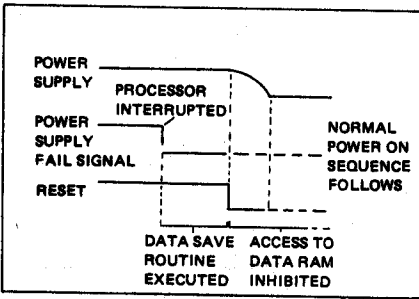 POWER
SUPPLY
PROCESSOR
INTERRUPTED
POWER
SUPPLY
FAIL SIGNAL
NORMAL
POWER ON
SEQUENCE
FOLLOWS
RESET
DATA SAVE
ROUTINE
EXECUTED
ACCESS TO
DATA RAM
INHIBITED